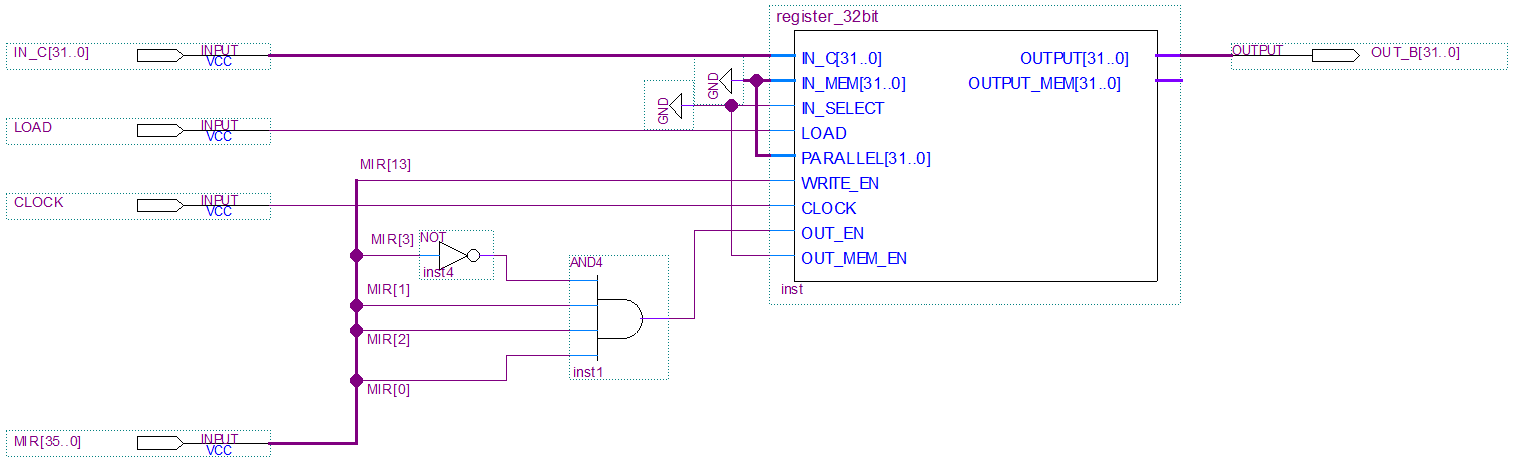 register_32bit
IN_C[31..0]
INPUT
VCC
IN_C[31..0]
OUTPUT[31..0]
OUTPUT
OUT_B[31..0]
GND
IN_MEM[31..0]
OUTPUT_MEM[31..0]
GND
IN_SELECT
LOAD
INPUT
VCC
LOAD
PARALLEL[31..0]
MIR[13]
WRITE_EN
CLOCK
INPUT
VCC
CLOCK
MIR[3]
NOT
inst4
OUT_EN
OUT_MEM_EN
AND4
inst
MIR[1]
MIR[2]
inst1
MIR[0]
MIR[35..0]
INPUT
VCC